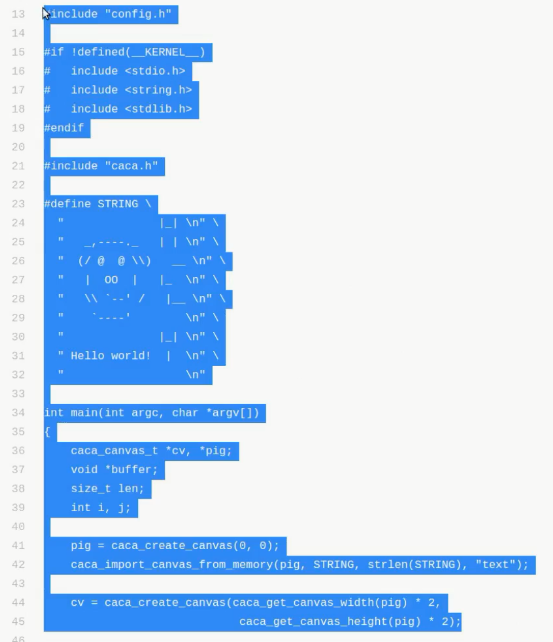 13 #include "config.h"
14
15 #if !defined(__KERNEL__)
16 #   include <stdio.h>
17 #   include <string.h>
18 #   include <stdlib.h>
19 #endif
20
21 #include "caca.h"
22
23 #define STRING \
24   "              |_| \n" \
25   "   _,----._   | | \n" \
26   "  (/ @  @ \\)   __ \n" \
27   "   |  OO  |   |_  \n" \
28   "   \\ `--' /   |__ \n" \
29   "    `----'        \n" \
30   "              |_| \n" \
31   " Hello world!  |  \n" \
32   "                  \n"
33
34 int main(int argc, char *argv[])
35 {
36     caca_canvas_t *cv, *pig;
37     void *buffer;
38     size_t len;
39     int i, j;
40
41     pig = caca_create_canvas(0, 0);
42     caca_import_canvas_from_memory(pig, STRING, strlen(STRING), "text");
43
44     cv = caca_create_canvas(caca_get_canvas_width(pig) * 2,
45                             caca_get_canvas_height(pig) * 2);
46